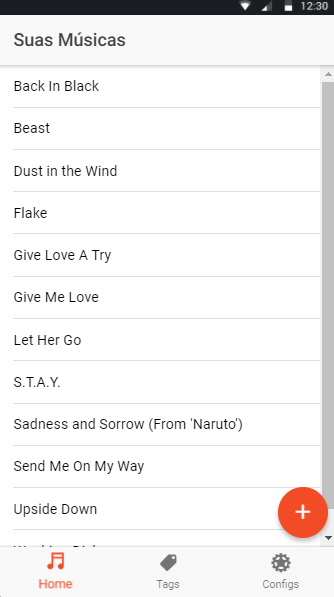 12:30
Suas Músicas
Back In Black
Beast
Dust in the Wind
Flake
Give Love A Try
Give Me Love
Let Her Go
S.T.A.Y.
Sadness and Sorrow (From 'Naruto')
Send Me On My Way
Upside Down
+
Home
Tags
Configs